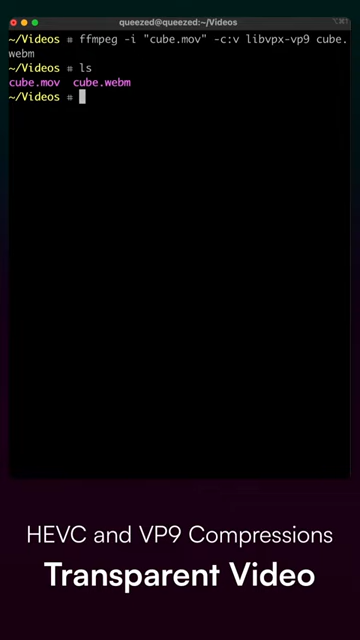 queezed@queezed:~/Videos
⌥⌘1
~/Videos # ffmpeg -i "cube.mov" -c:v libvpx-vp9 cube.
webm
~/Videos # ls
cube.mov cube.webm
~/Videos #
HEVC and VP9 Compressions
Transparent Video